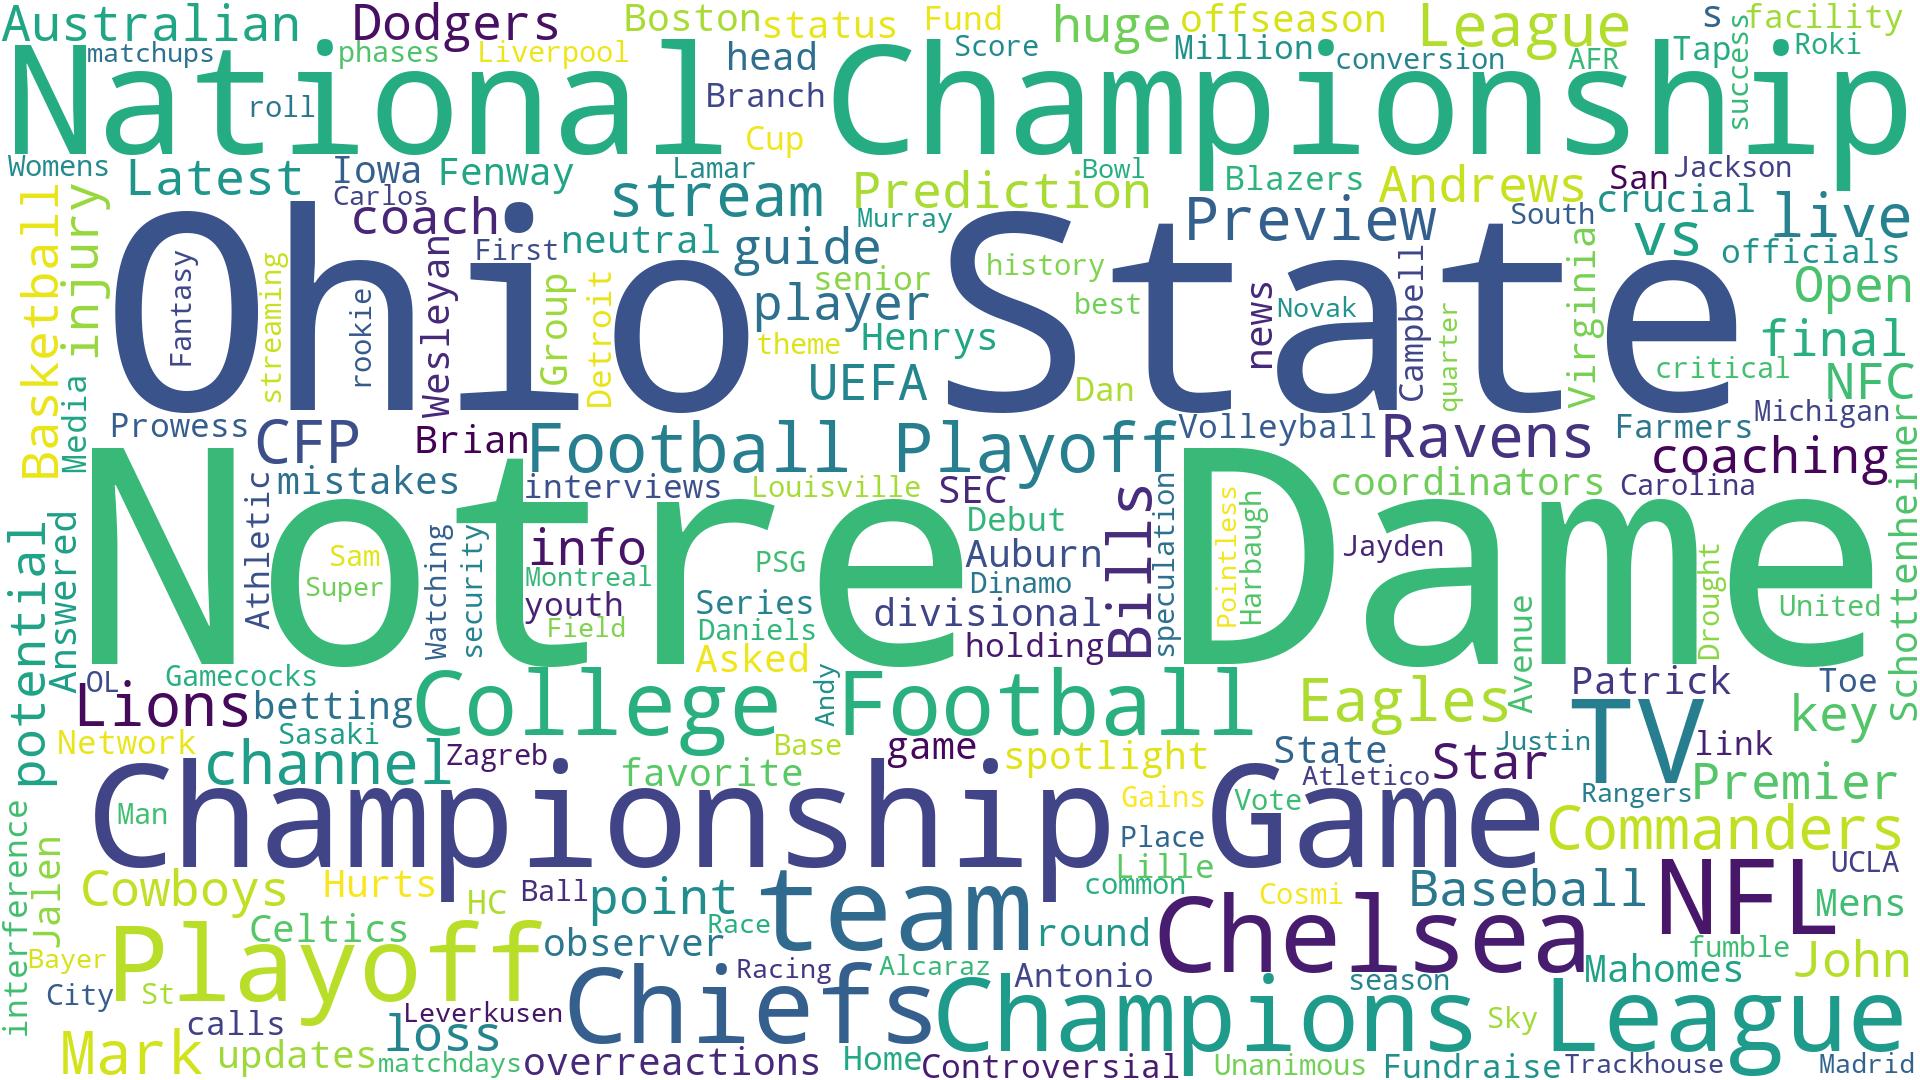 Australian Dodgers Boston status Fund huge offseason League s facility
matchups phases Liverpool head Score Million conversion AFR Tap success Roki
National Championship
roll Branch Cup
Womens Latest Iowa Fenway Lamar stream Prediction Bowl Blazers Andrews San Jackson
Carlos coach Murray Preview South crucial live
Basketball injury First neutral guide history vs officials
Ohio State
Fantasy streaming rookie Wesleyan Group Detroit senior player best news Novak Campbell quarter Virginia Open
theme Henrys final
Media UEFA Dan critical NFC
Prowess CFP Brian Football Playoff Volleyball Ravens Farmers Michigan
mistakes interviews Louisville SEC coordinators Carolina coaching Schottenheimer
Notre Dame
potential Answered Athletic Sam Super Watching security info Montreal youth Field PSG Series Daniels Asked Debut Auburn Dinamo divisional holding Bills speculation Pointless Harbaugh Jayden Drought United
OL Gamecocks Andy Avenue Patrick Toe
Lions betting College Football Eagles TV key
Network Sasaki channel Zagreb Base game spotlight State Star Justin link
favorite Atletico Rangers Premier
Championship Game
interference Man Jalen Gains Vote Place Commanders
Cowboys Hurts HC Ball point team Lille common Cosmi Baseball NFL UCLA Mens
Playoff Celtics observer Race round Chelsea fumble John
Bayer City St Racing Alcaraz Antonio season Mahomes
calls Leverkusen loss Chiefs Champions League Sky
Mark updates matchdays overreactions Home Controversial Unanimous Fundraise Trackhouse Madrid